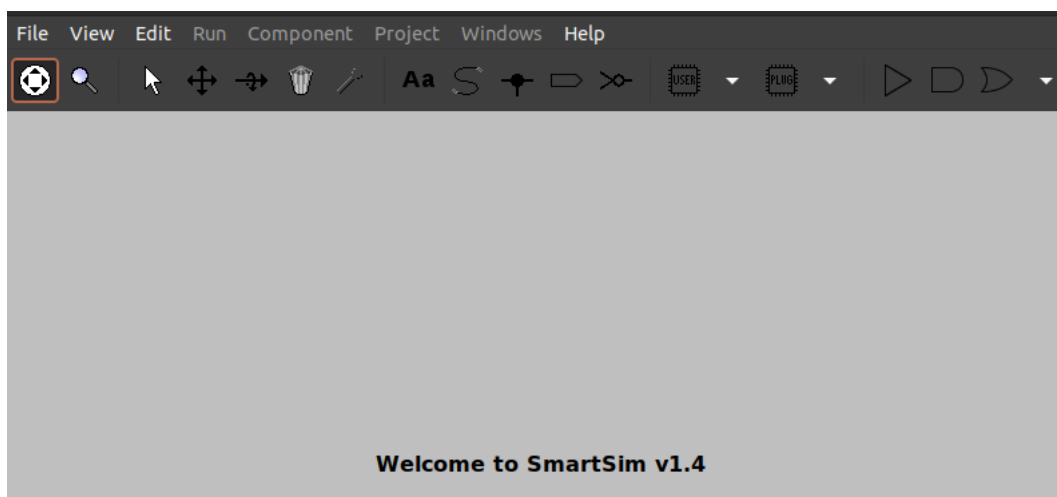 File View Edit Run Component Project Windows Help
Aa USER PLUG
Welcome to SmartSim v1.4